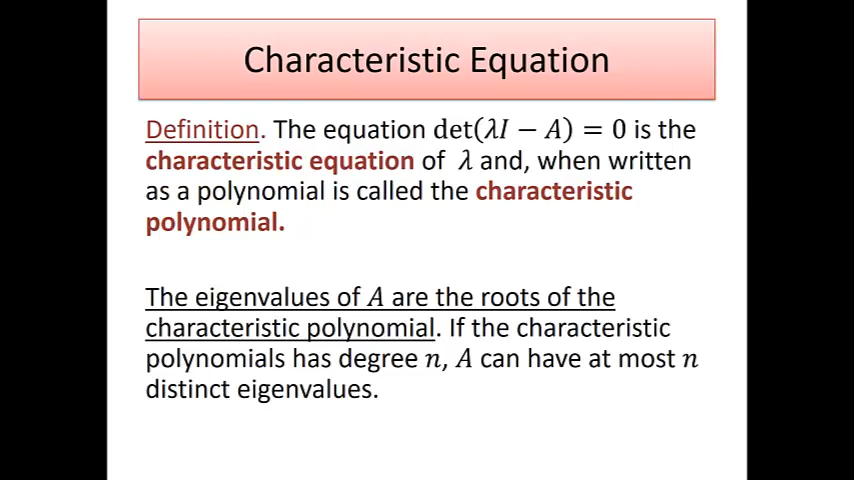 Characteristic Equation
Definition. The equation det(𝜆𝐼 − 𝐴) = 0 is the
characteristic equation of 𝜆 and, when written
as a polynomial is called the characteristic
polynomial.
The eigenvalues of 𝐴 are the roots of the
characteristic polynomial. If the characteristic
polynomials has degree 𝑛, 𝐴 can have at most 𝑛
distinct eigenvalues.